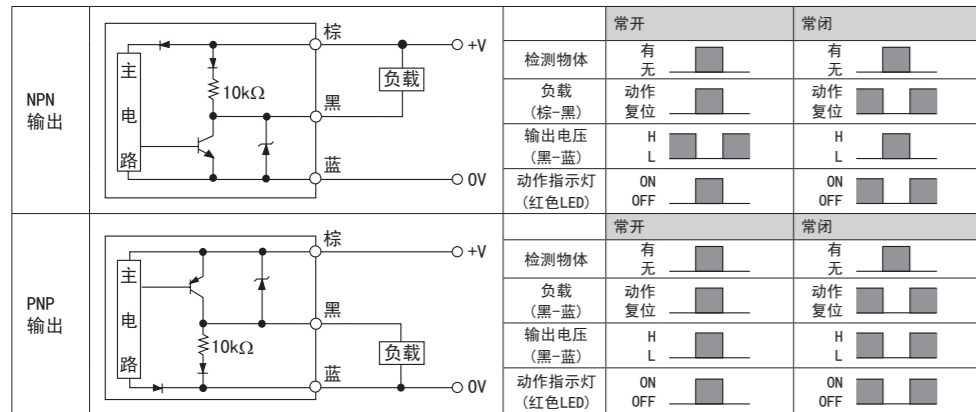 NPN
输出
主
电
路
10kΩ
棕
黑
蓝
负载
+V
0V
常开
常闭
检测物体
有
无
有
无
负载
(棕-黑)
动作
复位
动作
复位
输出电压
(黑-蓝)
H
L
H
L
动作指示灯
(红色LED)
ON
OFF
ON
OFF
PNP
输出
主
电
路
10kΩ
棕
黑
蓝
负载
+V
0V
常开
常闭
检测物体
有
无
有
无
负载
(黑-蓝)
动作
复位
动作
复位
输出电压
(黑-蓝)
H
L
H
L
动作指示灯
(红色LED)
ON
OFF
ON
OFF